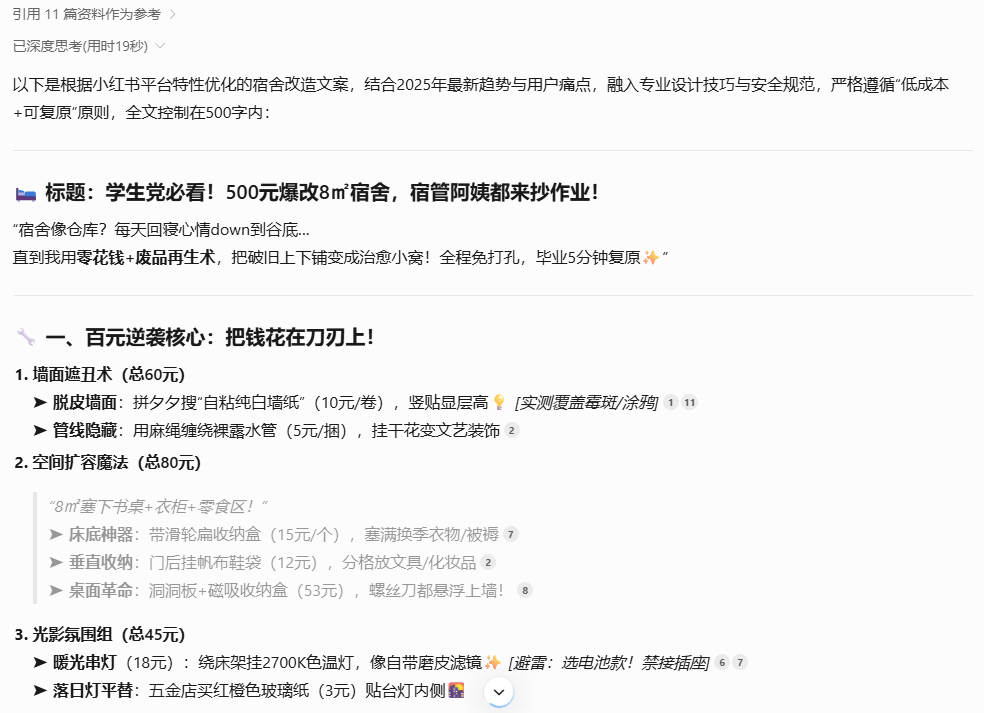 引用 11 篇资料作为参考
已深度思考(用时19秒)
以下是根据小红书平台特性优化的宿舍改造文案，结合2025年最新趋势与用户痛点，融入专业设计技巧与安全规范，严格遵循“低成本
+可复原”原则，全文控制在500字内：
🛏️ 标题：学生党必看！500元爆改8㎡宿舍，宿管阿姨都来抄作业！
“宿舍像仓库？每天回寝心情down到谷底...
直到我用零花钱+废品再生术，把破旧上下铺变成治愈小窝！全程免打孔，毕业5分钟复原✨”
🔧 一、百元逆袭核心：把钱花在刀刃上！
1. 墙面遮丑术（总60元）
➤ 脱皮墙面：拼夕夕搜“自粘纯白墙纸”（10元/卷），竖贴显层高💡 [实测覆盖霉斑/涂鸦] 1 11
➤ 管线隐藏：用麻绳缠绕裸露水管（5元/捆），挂干花变文艺装饰 2
2. 空间扩容魔法（总80元）
“8㎡塞下书桌+衣柜+零食区！”
➤ 床底神器：带滑轮扁收纳盒（15元/个），塞满换季衣物/被褥 7
➤ 垂直收纳：门后挂帆布鞋袋（12元），分格放文具/化妆品 2
➤ 桌面革命：洞洞板+磁吸收纳盒（53元），螺丝刀都悬浮上墙！ 8
3. 光影氛围组（总45元）
➤ 暖光串灯（18元）：绕床架挂2700K色温灯，像自带磨皮滤镜✨ [避雷：选电池款！禁接插座] 6 7
➤ 落日灯平替：五金店买红橙色玻璃纸（3元）贴台灯内侧🌇